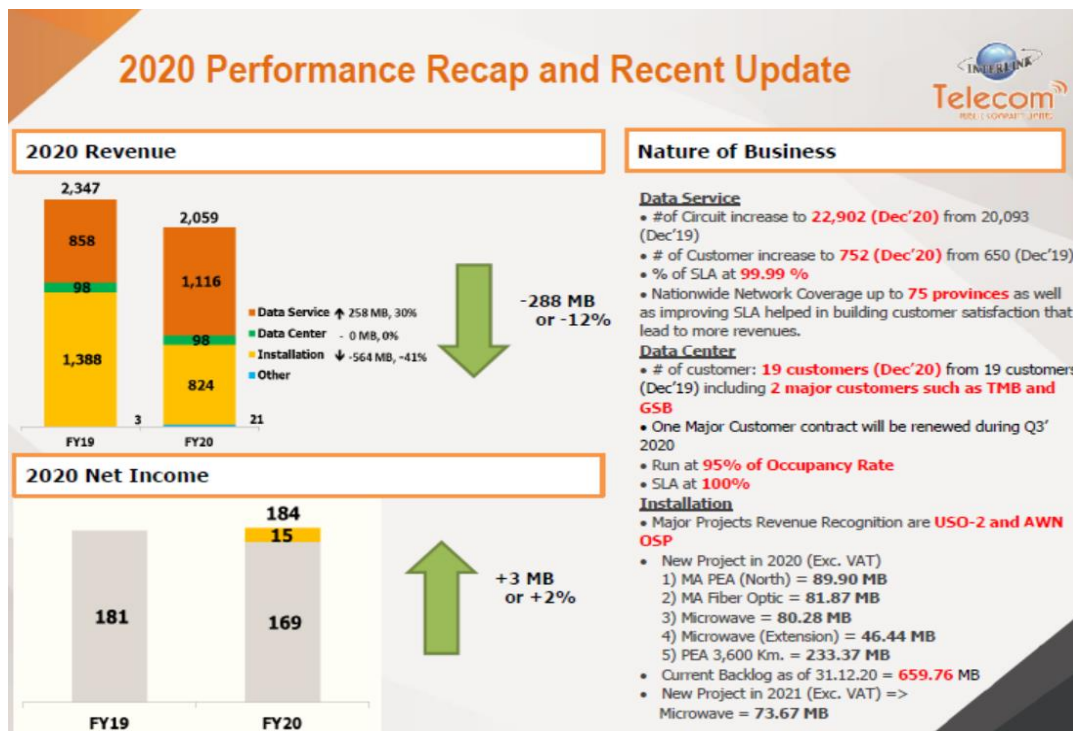 2020 Performance Recap and Recent Update
INTERLINK
Telecom
2020 Revenue
2,347
858
98
1,388
3
FY19
2,059
1,116
98
824
21
FY20
Data Service ↑ 258 MB, 30%
Data Center - 0 MB, 0%
Installation ↓ -564 MB, -41%
Other
-288 MB
or -12%
2020 Net Income
181
FY19
184
15
169
FY20
+3 MB
or +2%
Nature of Business
Data Service
• #of Circuit increase to 22,902 (Dec'20) from 20,093
(Dec'19)
• # of Customer increase to 752 (Dec'20) from 650 (Dec'19)
• % of SLA at 99.99 %
• Nationwide Network Coverage up to 75 provinces as well
as improving SLA helped in building customer satisfaction that
lead to more revenues.
Data Center
• # of customer: 19 customers (Dec'20) from 19 customers
(Dec'19) including 2 major customers such as TMB and
GSB
• One Major Customer contract will be renewed during Q3'
2020
• Run at 95% of Occupancy Rate
• SLA at 100%
Installation
• Major Projects Revenue Recognition are USO-2 and AWN
OSP
• New Project in 2020 (Exc. VAT)
1) MA PEA (North) = 89.90 MB
2) MA Fiber Optic = 81.87 MB
3) Microwave = 80.28 MB
4) Microwave (Extension) = 46.44 MB
5) PEA 3,600 Km. = 233.37 MB
• Current Backlog as of 31.12.20 = 659.76 MB
• New Project in 2021 (Exc. VAT) =>
Microwave = 73.67 MB